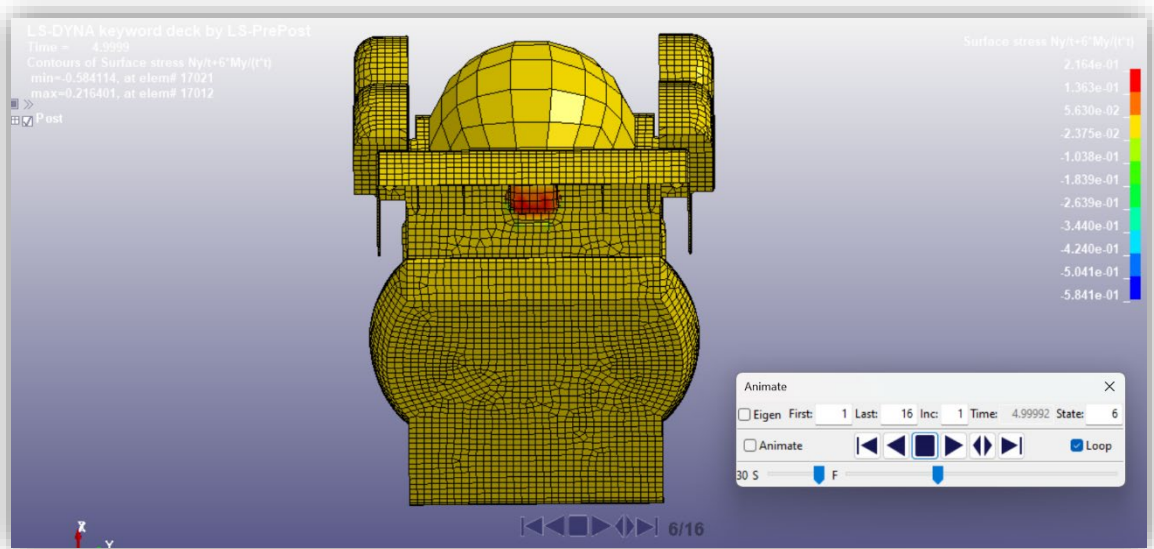 LS-DYNA keyword deck by LS-PrePost
Time = 4.9999
Contours of Surface stress Ny/t+6*My/(t*t)
min=-0.584114, at elem# 17021
max=0.216401, at elem# 17012
Post
Surface stress Ny/t+6*My/(t*t)
2.164e-01
1.363e-01
5.630e-02
-2.375e-02
-1.038e-01
-1.839e-01
-2.639e-01
-3.440e-01
-4.240e-01
-5.041e-01
-5.841e-01
Animate
Eigen First: 1 Last: 16 Inc: 1 Time: 4.99992 State: 6
Animate Loop
30 S F
6/16
Y